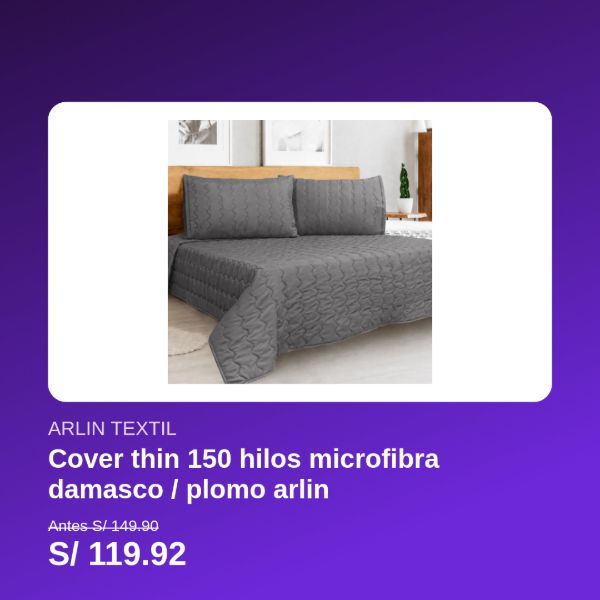 ARLIN TEXTIL
Cover thin 150 hilos microfibra
damasco / plomo arlin
Antes S/ 149.90
S/ 119.92